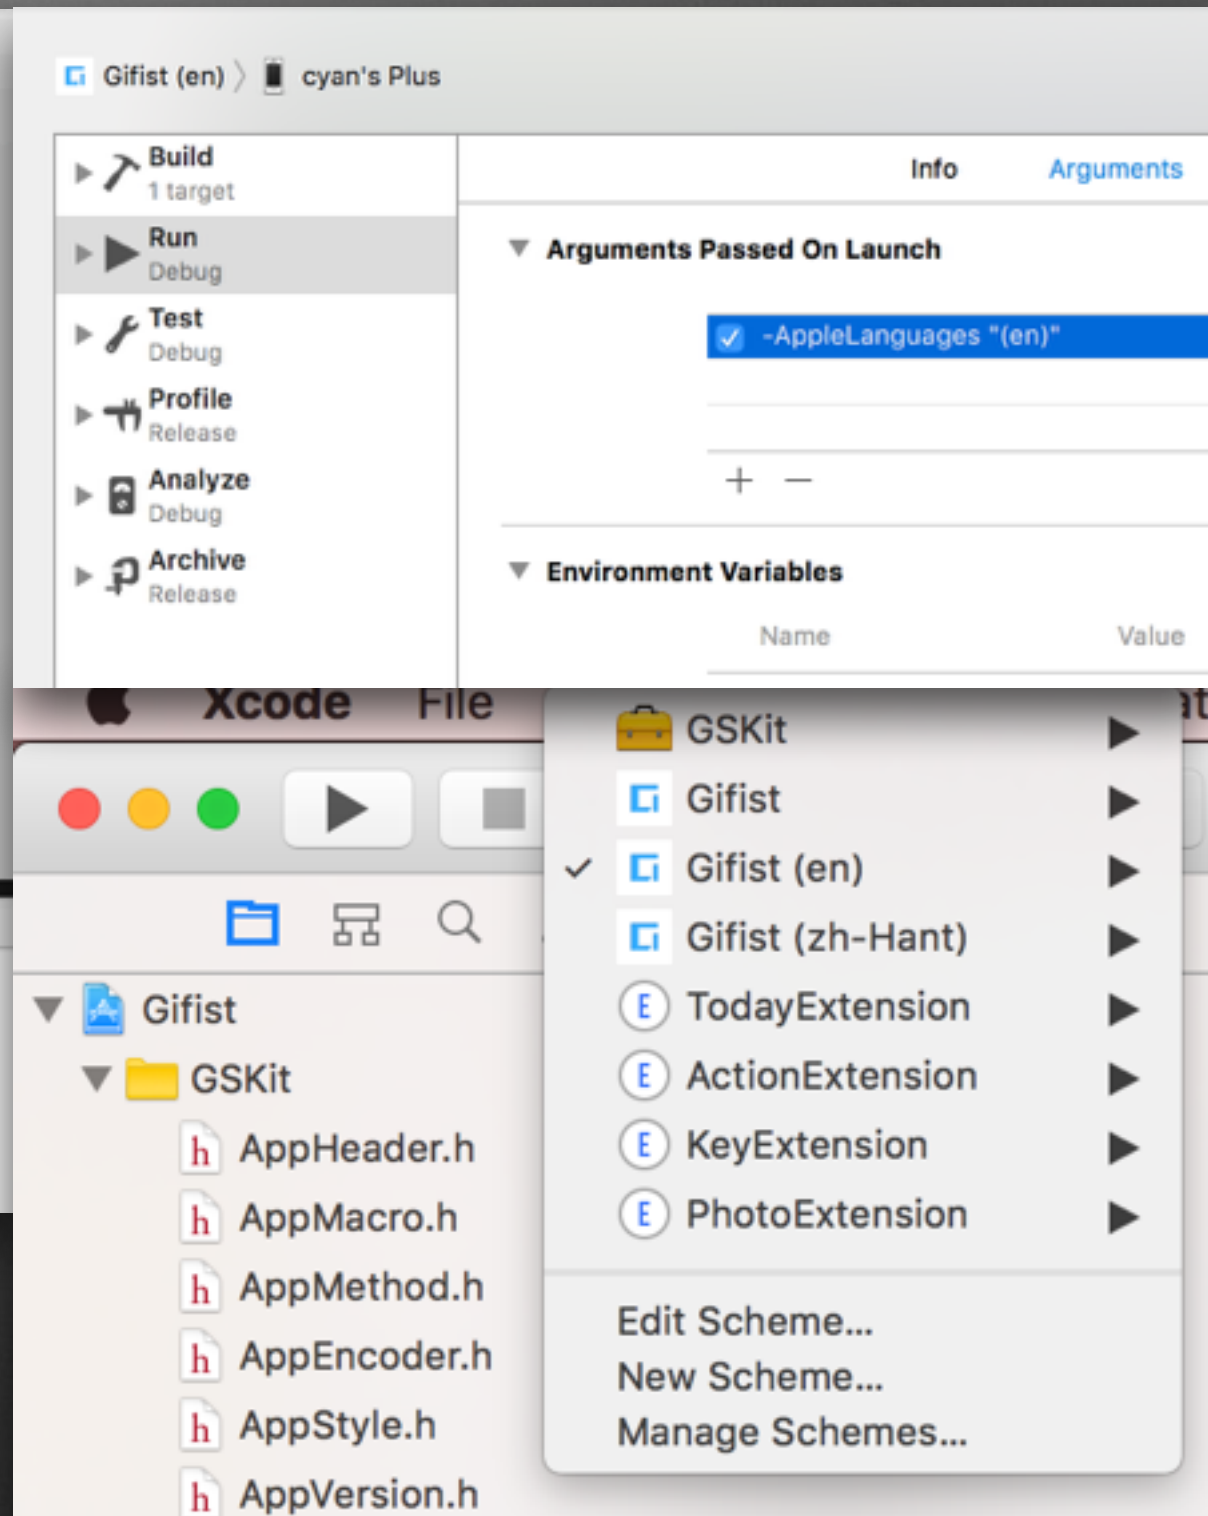 Gifist (en) 〉 cyan's Plus
Build
1 target
Run
Debug
Test
Debug
Profile
Release
Analyze
Debug
Archive
Release
Info Arguments
Arguments Passed On Launch
-AppleLanguages "(en)"
Environment Variables
Name Value
Xcode File
GSKit
Gifist
Gifist (en)
Gifist (zh-Hant)
TodayExtension
ActionExtension
KeyExtension
PhotoExtension
Edit Scheme...
New Scheme...
Manage Schemes...
Gifist
GSKit
AppHeader.h
AppMacro.h
AppMethod.h
AppEncoder.h
AppStyle.h
AppVersion.h